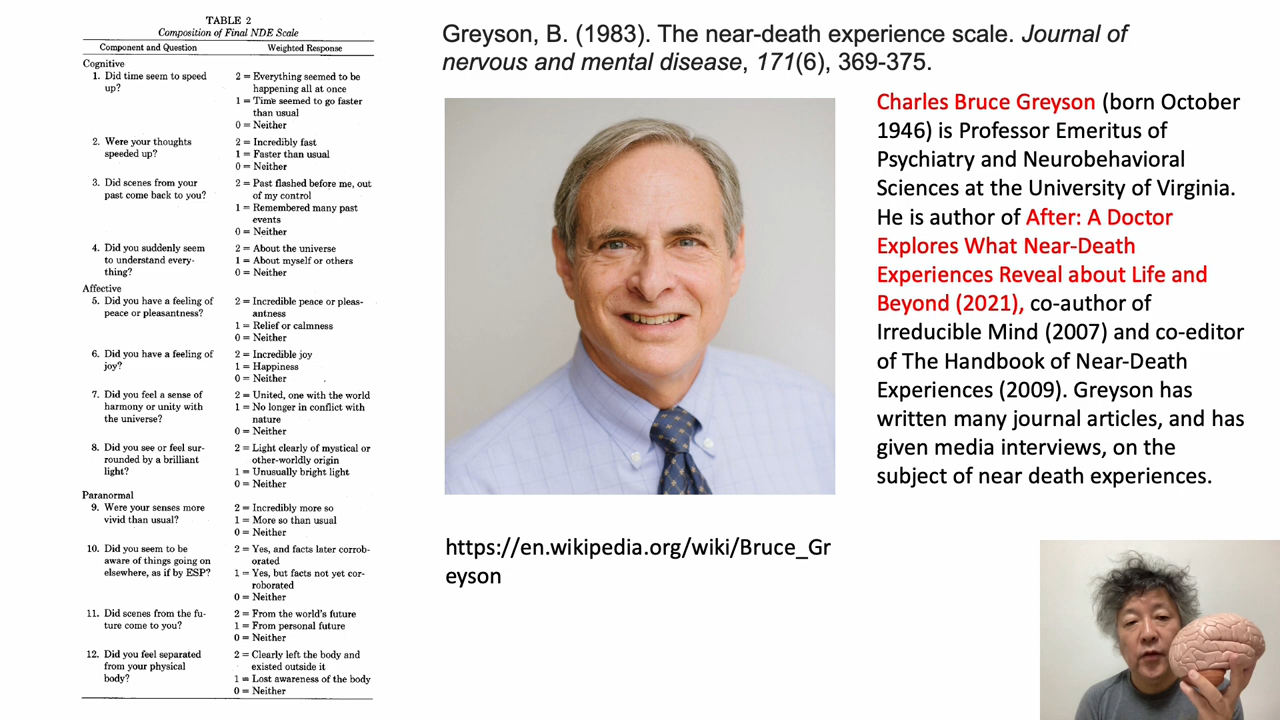 TABLE 2
Composition of Final NDE Scale
Component and Question Weighted Response
Cognitive
1. Did time seem to speed up?
2 = Everything seemed to be happening all at once
1 = Time seemed to go faster than usual
0 = Neither
2. Were your thoughts speeded up?
2 = Incredibly fast
1 = Faster than usual
0 = Neither
3. Did scenes from your past come back to you?
2 = Past flashed before me, out of my control
1 = Remembered many past events
0 = Neither
4. Did you suddenly seem to understand every-thing?
2 = About the universe
1 = About myself or others
0 = Neither
Affective
5. Did you have a feeling of peace or pleasantness?
2 = Incredible peace or pleas-antness
1 = Relief or calmness
0 = Neither
6. Did you have a feeling of joy?
2 = Incredible joy
1 = Happiness
0 = Neither
7. Did you feel a sense of harmony or unity with the universe?
2 = United, one with the world
1 = No longer in conflict with nature
0 = Neither
8. Did you see or feel sur-rounded by a brilliant light?
2 = Light clearly of mystical or other-worldly origin
1 = Unusually bright light
0 = Neither
Paranormal
9. Were your senses more vivid than usual?
2 = Incredibly more so
1 = More so than usual
0 = Neither
10. Did you seem to be aware of things going on elsewhere, as if by ESP?
2 = Yes, and facts later corrob-orated
1 = Yes, but facts not yet cor-roborated
0 = Neither
11. Did scenes from the fu-ture come to you?
2 = From the world's future
1 = From personal future
0 = Neither
12. Did you feel separated from your physical body?
2 = Clearly left the body and existed outside it
1 = Lost awareness of the body
0 = Neither
Greyson, B. (1983). The near-death experience scale. Journal of
nervous and mental disease, 171(6), 369-375.
Charles Bruce Greyson (born October
1946) is Professor Emeritus of
Psychiatry and Neurobehavioral
Sciences at the University of Virginia.
He is author of After: A Doctor
Explores What Near-Death
Experiences Reveal about Life and
Beyond (2021), co-author of
Irreducible Mind (2007) and co-editor
of The Handbook of Near-Death
Experiences (2009). Greyson has
written many journal articles, and has
given media interviews, on the
subject of near death experiences.
https://en.wikipedia.org/wiki/Bruce_Gr
eyson